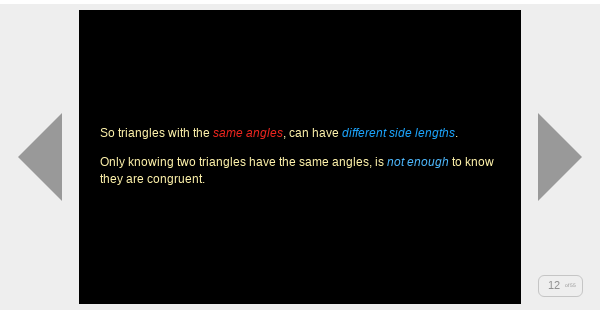 So triangles with the same angles, can have different side lengths.
Only knowing two triangles have the same angles, is not enough to know
they are congruent.
12